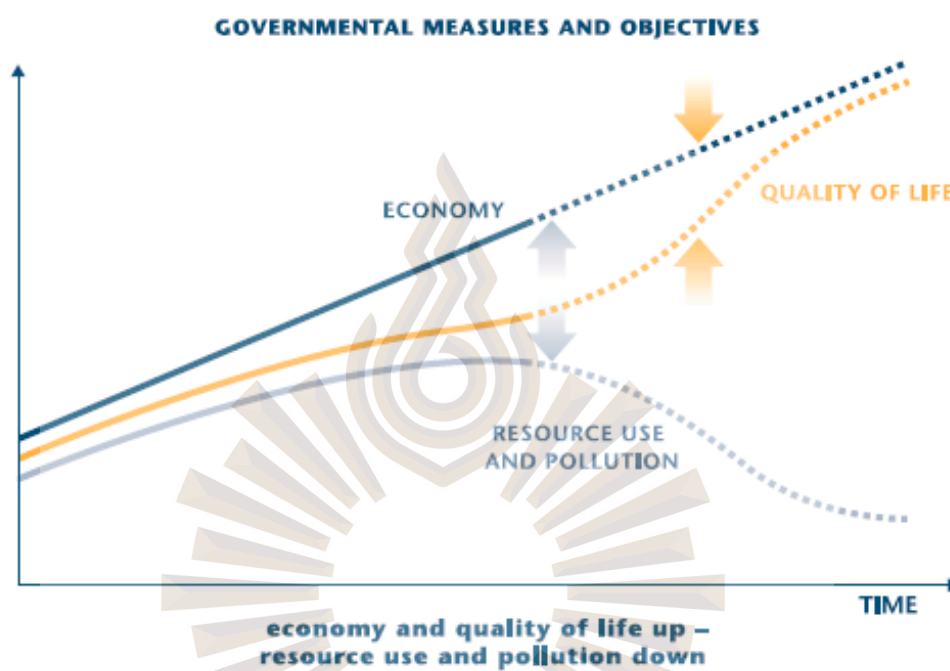 GOVERNMENTAL MEASURES AND OBJECTIVES
ECONOMY
QUALITY OF LIFE
RESOURCE USE
AND POLLUTION
TIME
economy and quality of life up –
resource use and pollution down